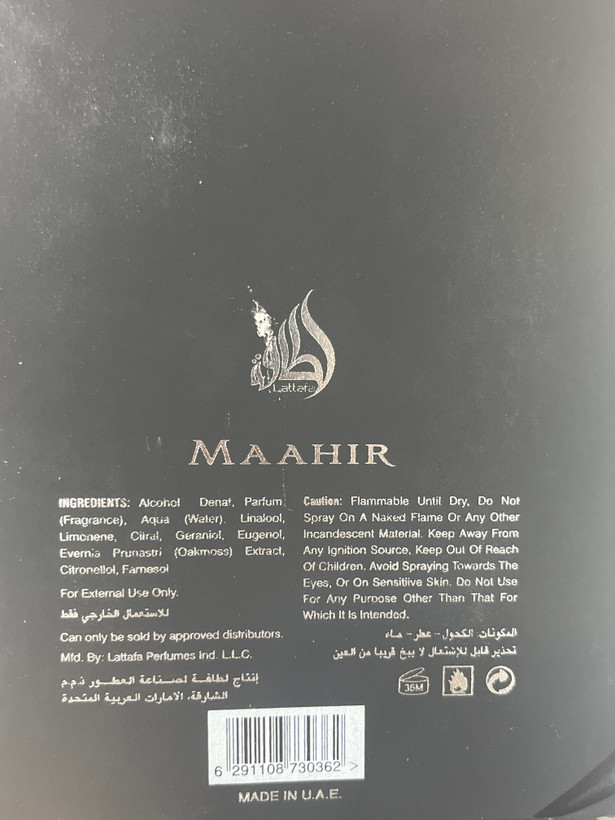 لطافة
Lattafa
MAAHIR
INGREDIENTS: Alcohol Denat, Parfum
(Fragrance), Aqua (Water), Linalool,
Limonene, Citral, Geraniol, Eugenol,
Evernia Prunastri (Oakmoss) Extract,
Citronellol, Farnesol
For External Use Only.
للاستعمال الخارجي فقط
Can only be sold by approved distributors.
Mfd. By: Lattafa Perfumes Ind. L.L.C.
إنتاج لطافة لصناعة العطور ذ.م.م
الشارقة، الامارات العربية المتحدة
Caution: Flammable Until Dry, Do Not
Spray On A Naked Flame Or Any Other
Incandescent Material. Keep Away From
Any Ignition Source, Keep Out Of Reach
Of Children. Avoid Spraying Towards The
Eyes, Or On Sensitive Skin. Do Not Use
For Any Purpose Other Than That For
Which It Is Intended.
المكونات: الكحول - عطر - ماء
تحذير قابل للإشتعال لا يبخ قريبا من العين
36M
6 291108 730362 >
MADE IN U.A.E.